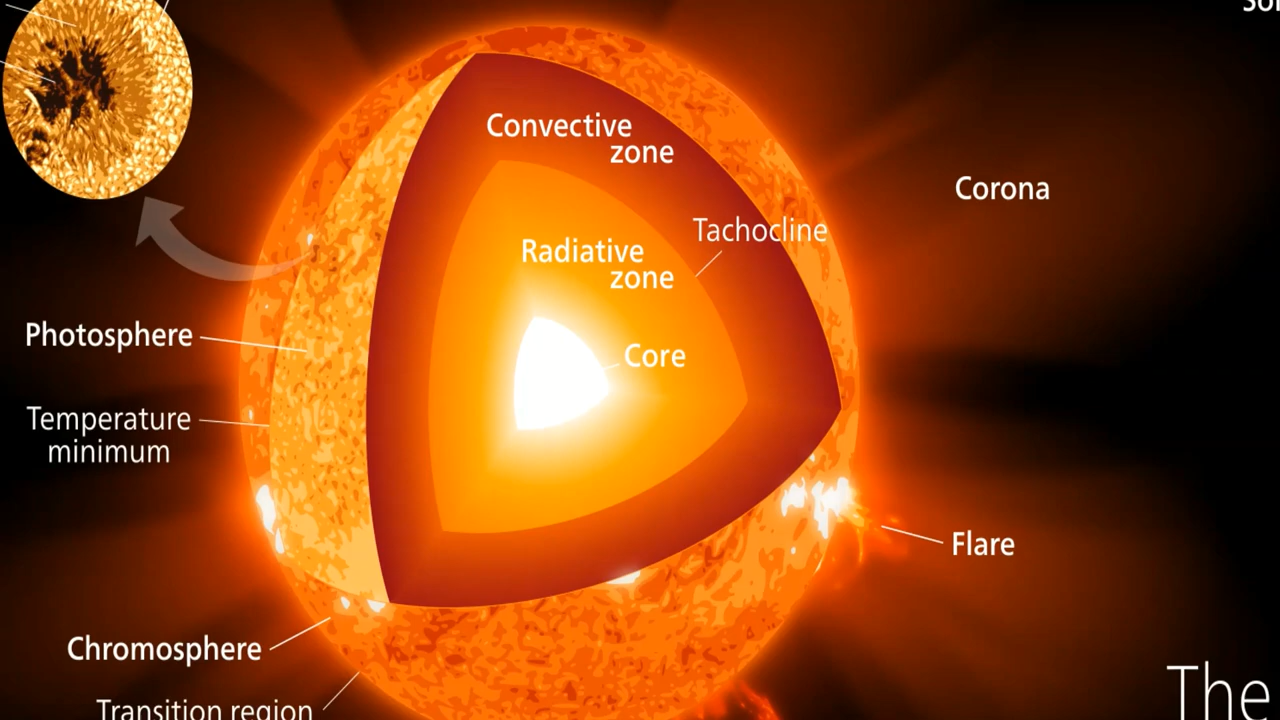 Convective
zone
Corona
Tachocline
Radiative
zone
Photosphere
Core
Temperature
minimum
Flare
Chromosphere
Transition region
The